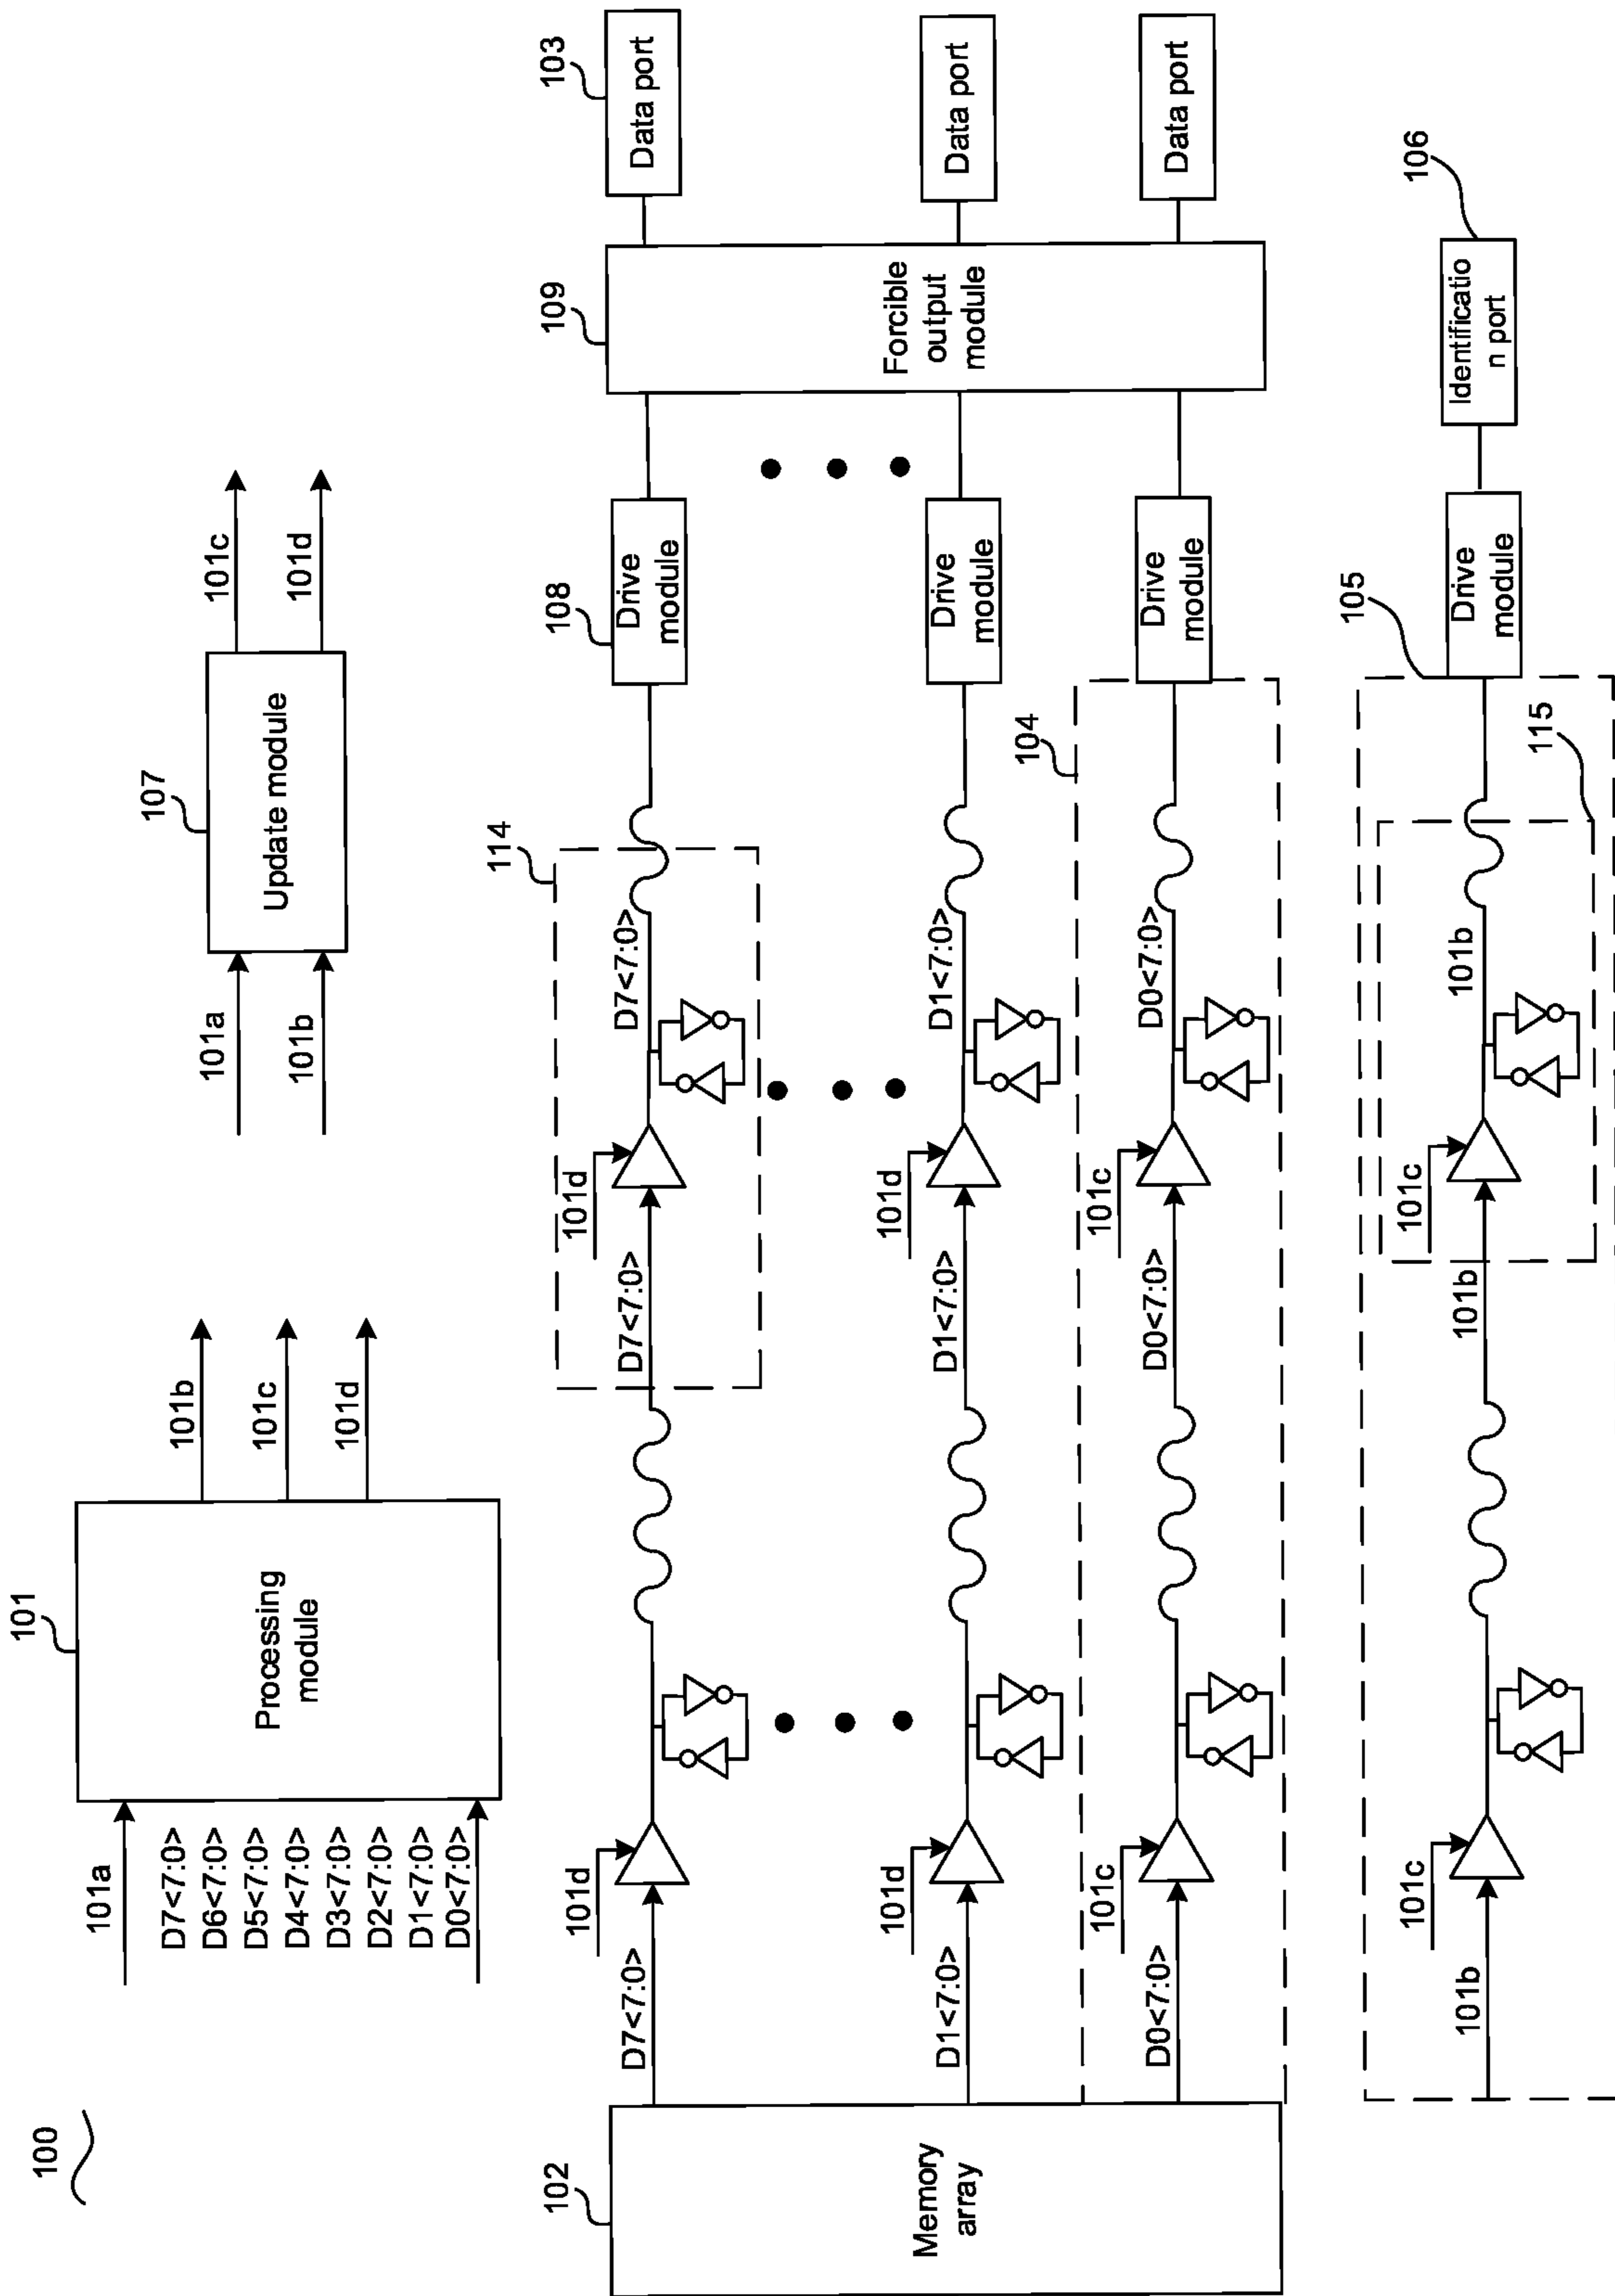 100
101
Processing
module
101a
D7<7:0>
D6<7:0>
D5<7:0>
D4<7:0>
D3<7:0>
D2<7:0>
D1<7:0>
D0<7:0>
101b
101c
101d
107
Update module
101a
101b
101c
101d
102
Memory
array
D7<7:0>
101d
114
D7<7:0>
101d
D7<7:0>
108
Drive
module
109
Forcible
output
module
103
Data port
D1<7:0>
101d
D1<7:0>
101d
D1<7:0>
Drive
module
Data port
104
D0<7:0>
101c
D0<7:0>
101c
D0<7:0>
Drive
module
Data port
105
101b
101c
101b
115
101c
101b
Drive
module
106
Identificatio
n port